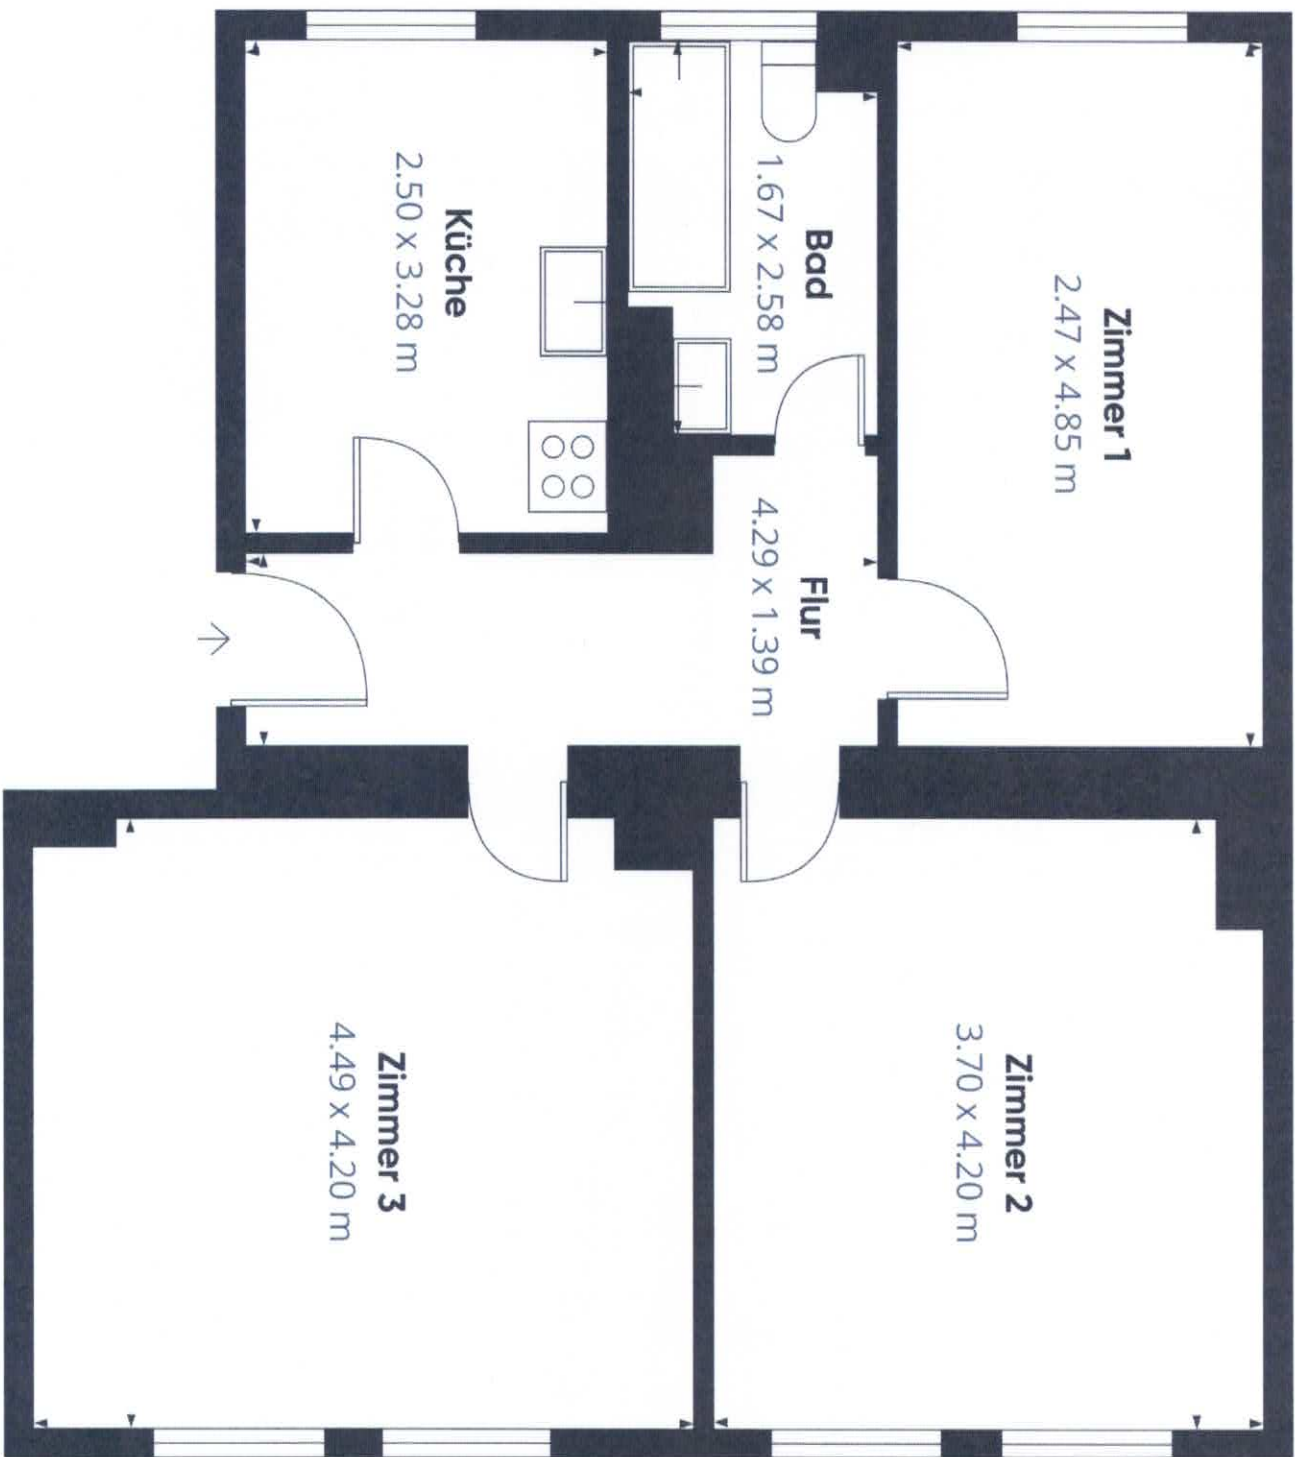 Zimmer 1
2.47 x 4.85 m
Bad
1.67 x 2.58 m
Küche
2.50 x 3.28 m
Flur
4.29 x 1.39 m
Zimmer 2
3.70 x 4.20 m
Zimmer 3
4.49 x 4.20 m